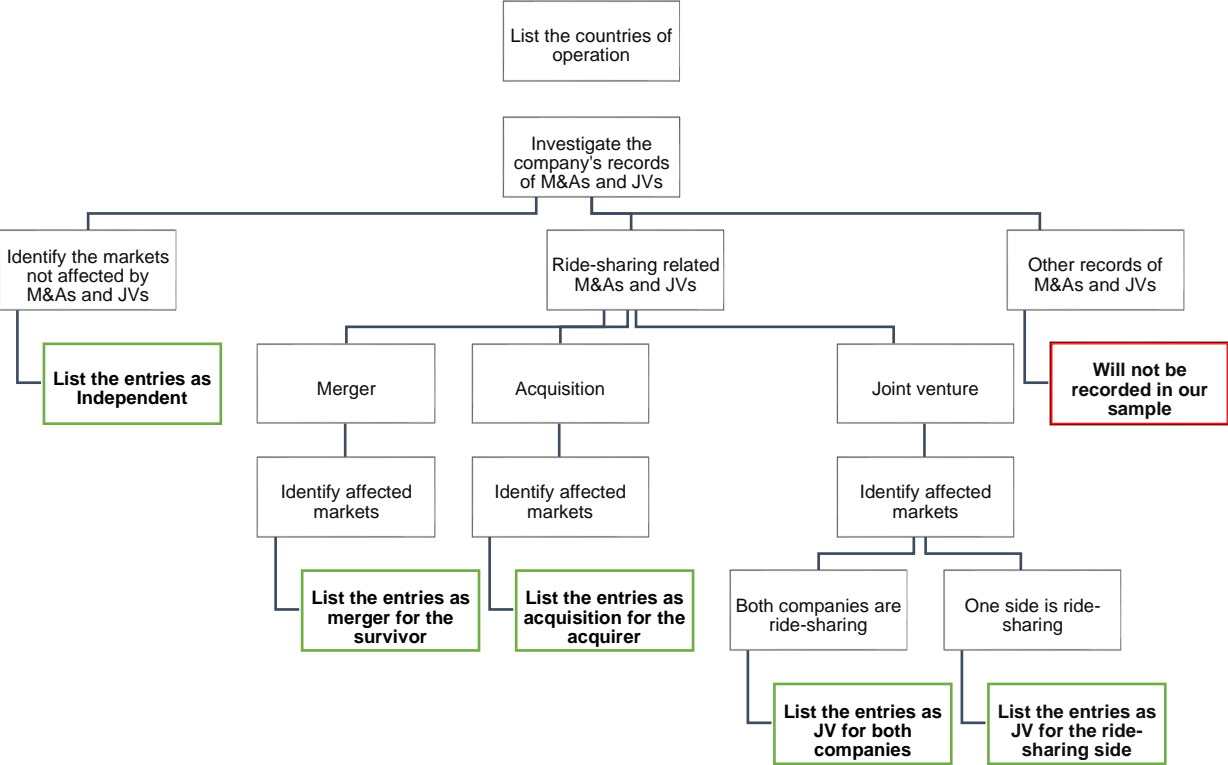 List the countries of
operation
Investigate the
company's records
of M&As and JVs
Identify the markets
not affected by
M&As and JVs
Ride-sharing related
M&As and JVs
Other records of
M&As and JVs
List the entries as
Independent
Merger
Acquisition
Joint venture
Will not be
recorded in our
sample
Identify affected
markets
Identify affected
markets
Identify affected
markets
List the entries as
merger for the
survivor
List the entries as
acquisition for the
acquirer
Both companies are
ride-sharing
One side is ride-
sharing
List the entries as
JV for both
companies
List the entries as
JV for the ride-
sharing side